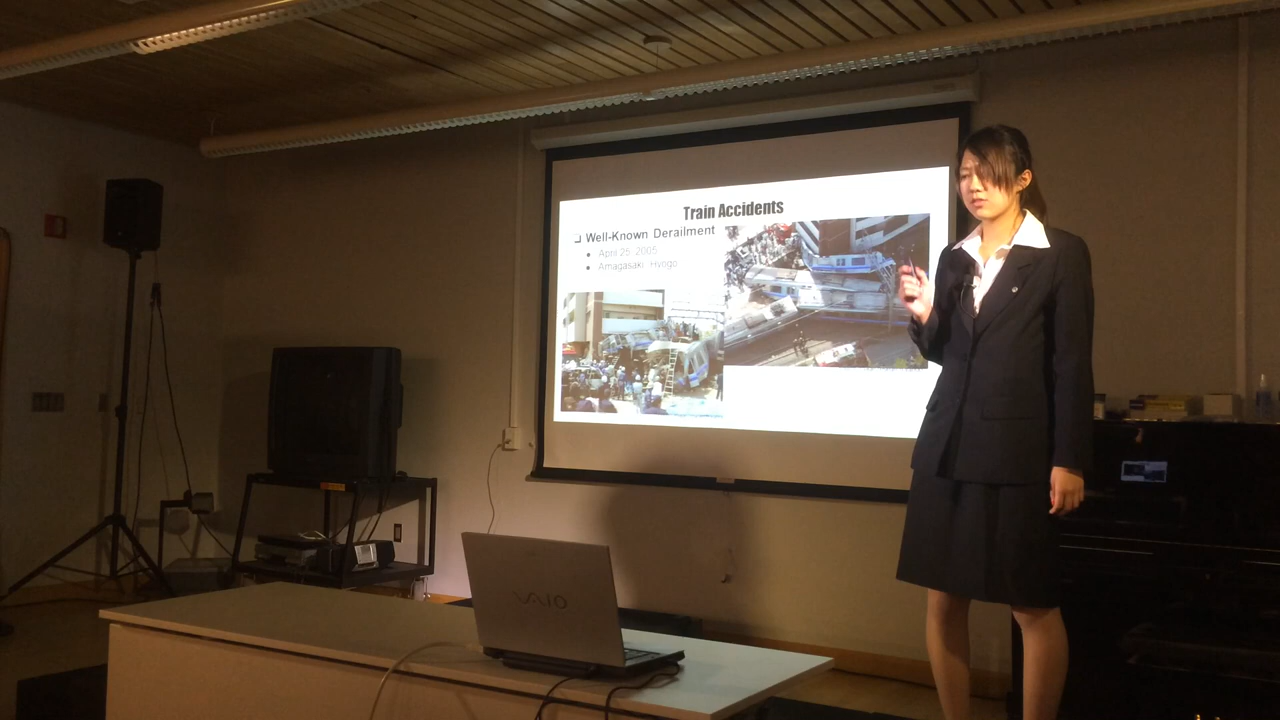 Train Accidents
❑ Well-Known Derailment
● April 25, 2005
● Amagasaki, Hyogo
VAIO